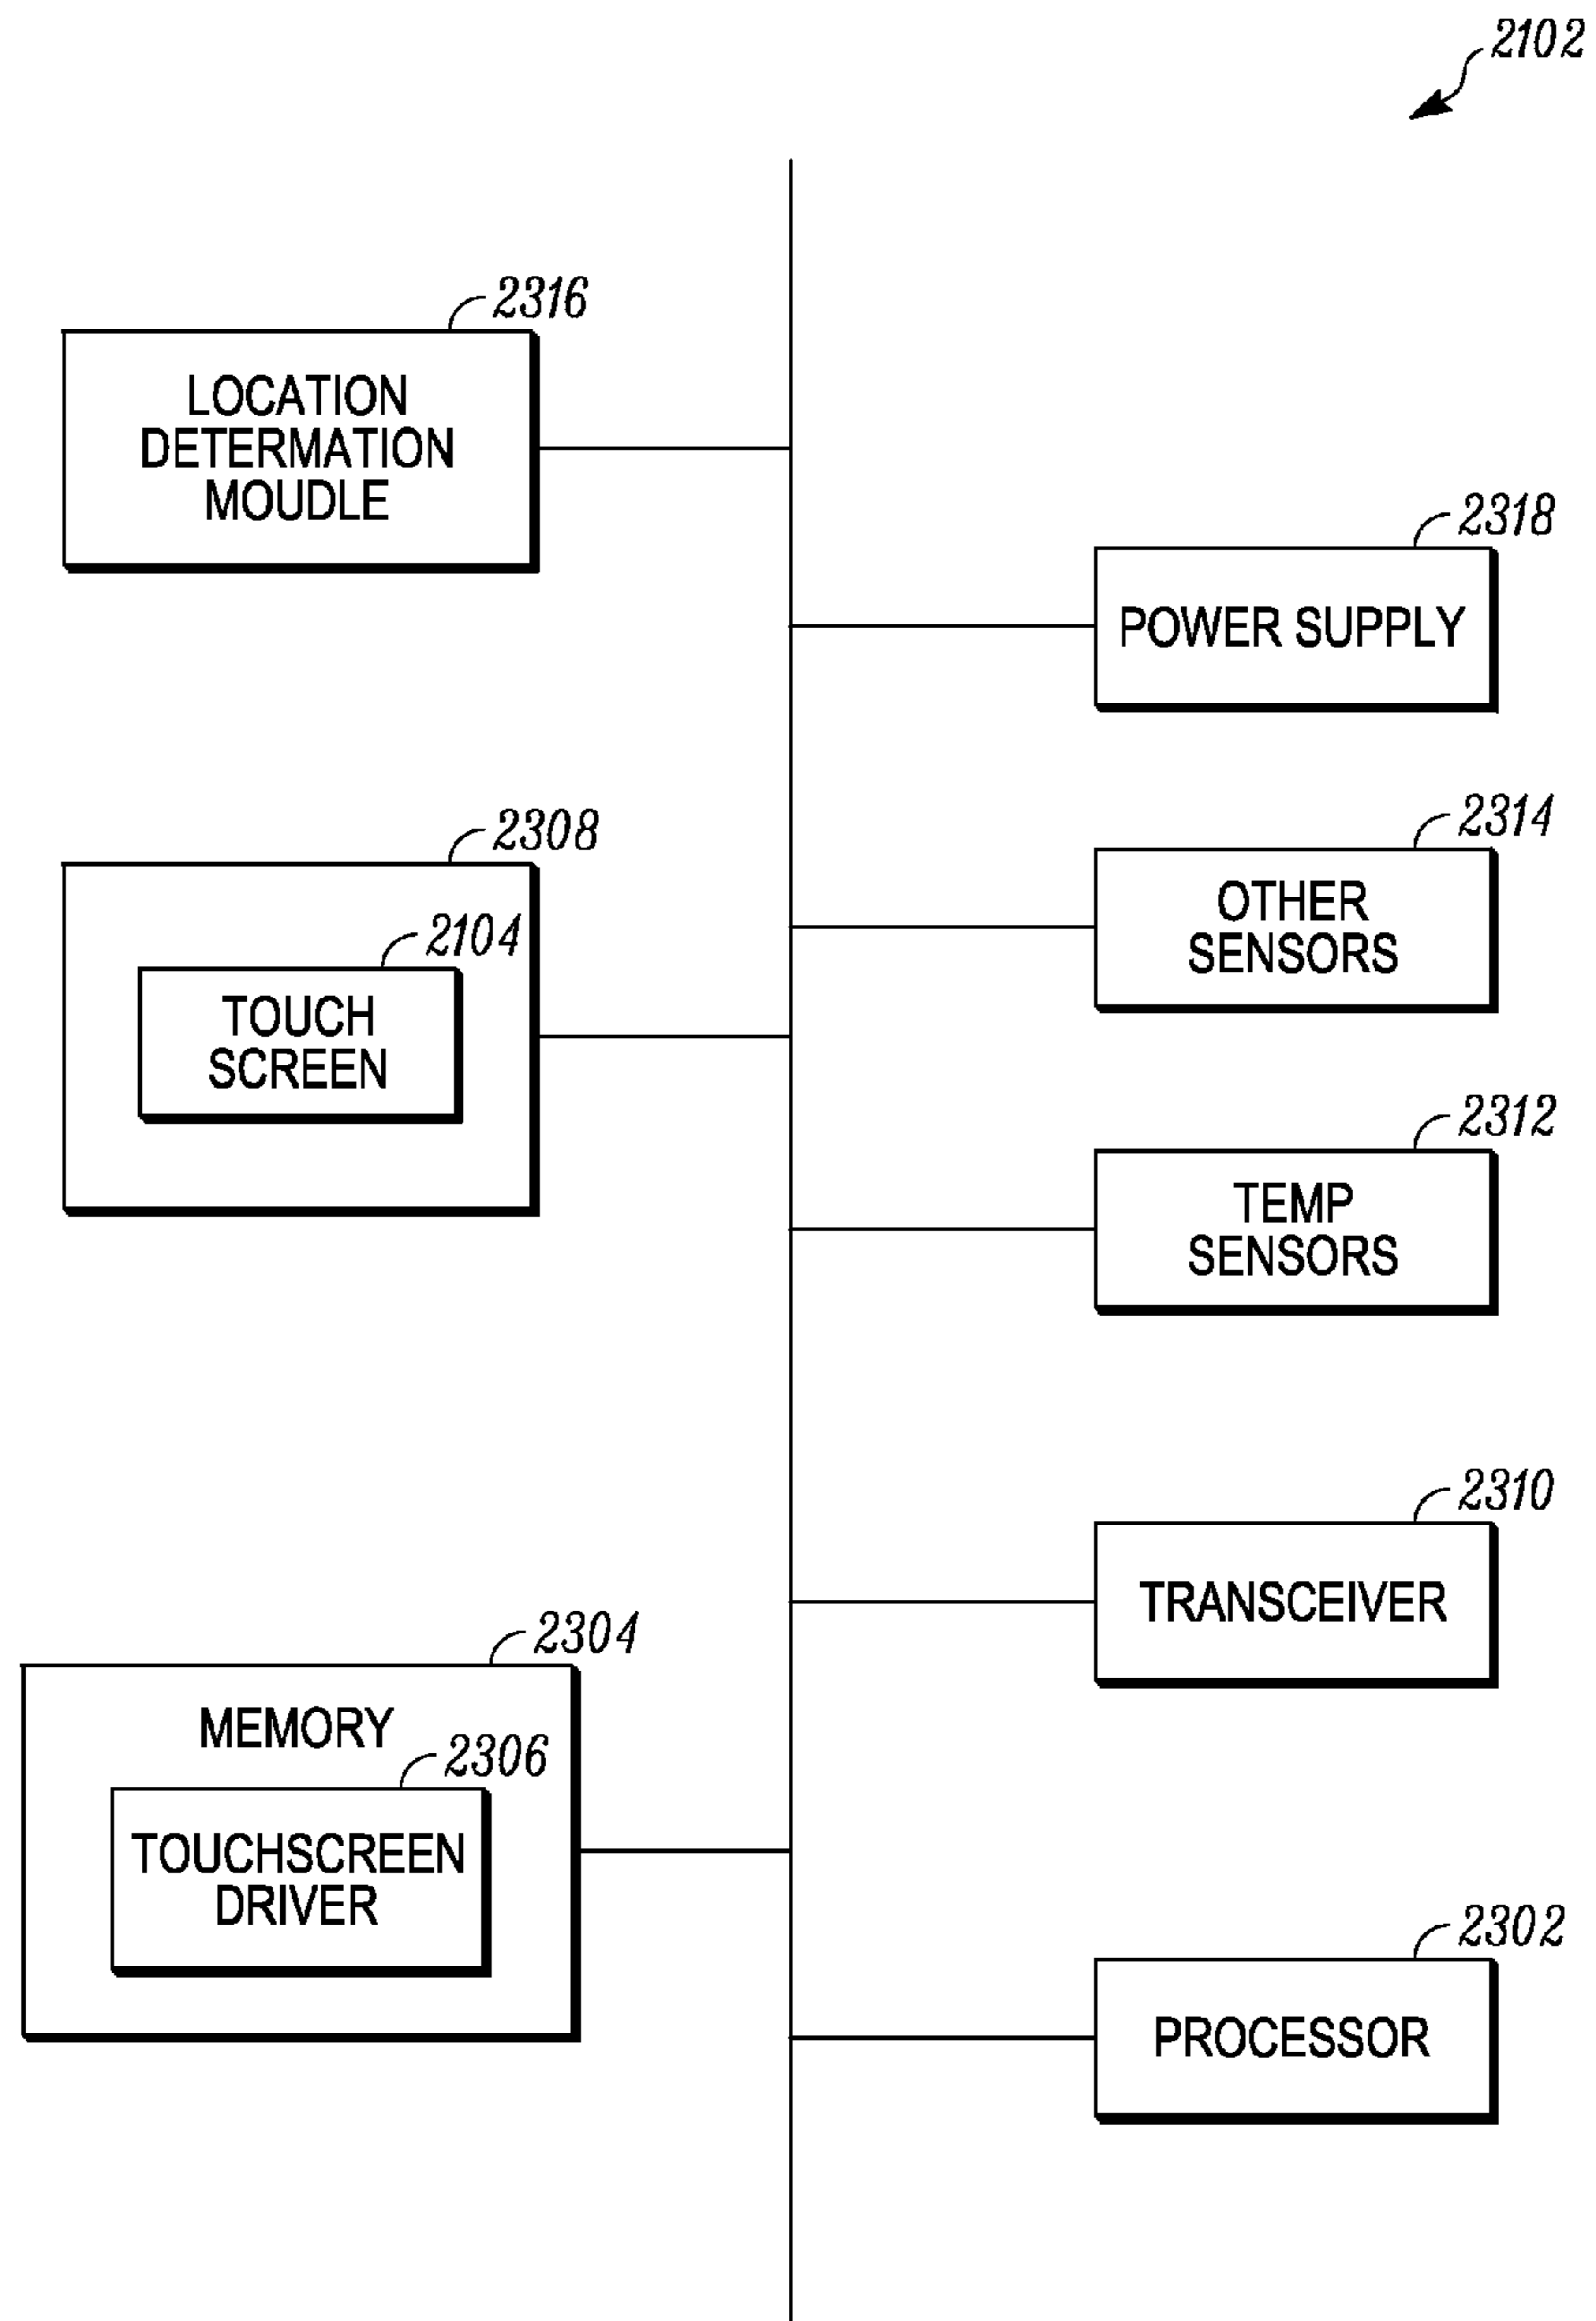 2102
2316
LOCATION
DETERMATION
MOUDLE
2318
POWER SUPPLY
2308
2104
TOUCH
SCREEN
2314
OTHER
SENSORS
2312
TEMP
SENSORS
2310
TRANSCEIVER
2304
MEMORY
2306
TOUCHSCREEN
DRIVER
2302
PROCESSOR